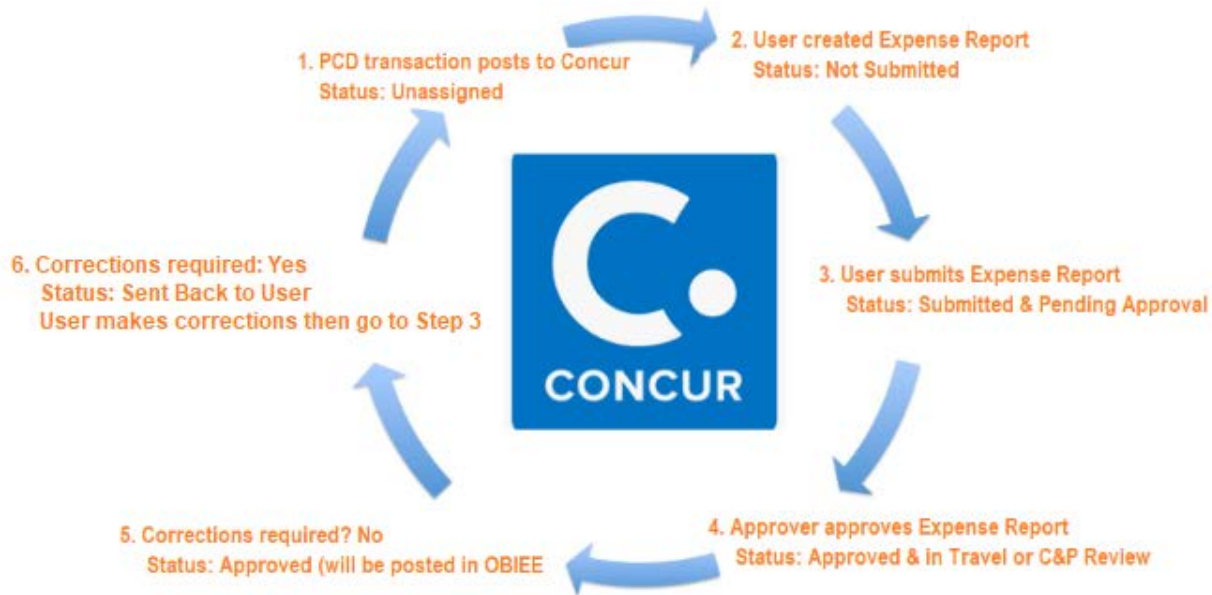 1. PCD transaction posts to Concur
Status: Unassigned
2. User created Expense Report
Status: Not Submitted
3. User submits Expense Report
Status: Submitted & Pending Approval
4. Approver approves Expense Report
Status: Approved & in Travel or C&P Review
5. Corrections required? No
Status: Approved (will be posted in OBIEE
6. Corrections required: Yes
Status: Sent Back to User
User makes corrections then go to Step 3
C.
CONCUR